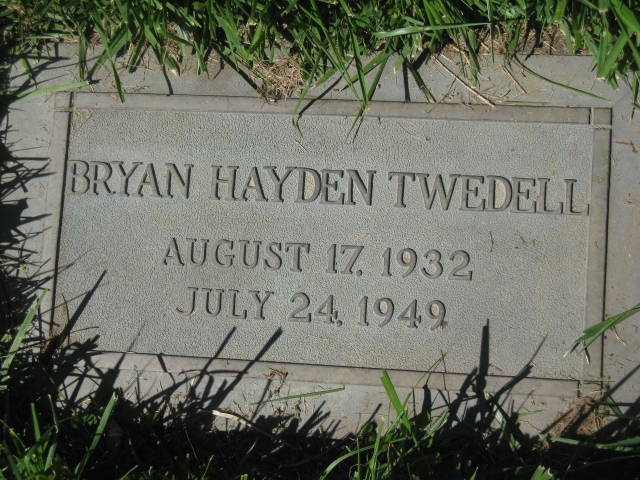 BRYAN HAYDEN TWEDELL
AUGUST 17, 1932
JULY 24, 1949